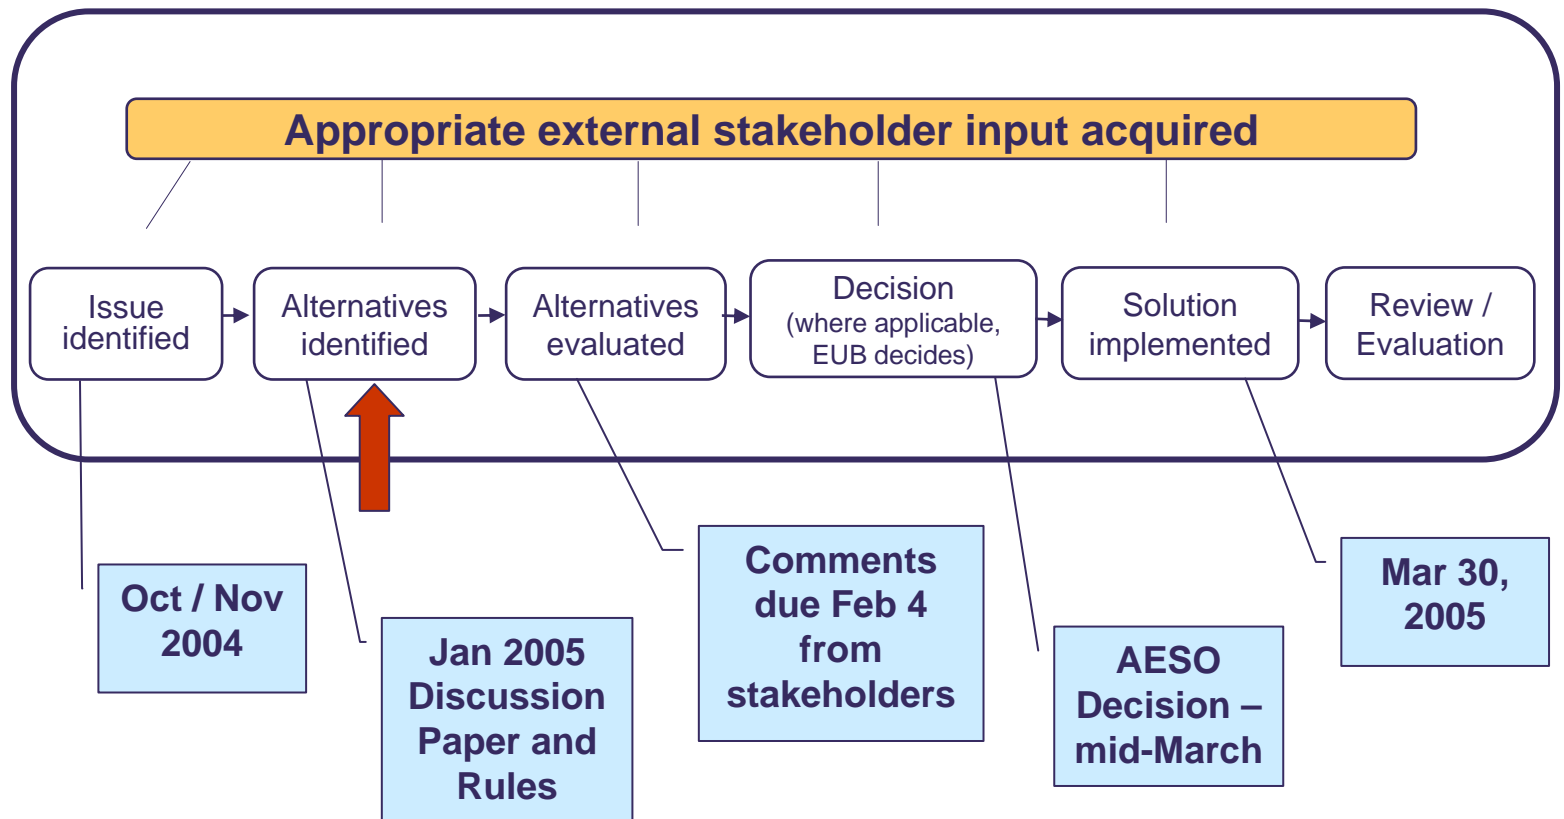 Appropriate external stakeholder input acquired
Issue
identified
Alternatives
identified
Alternatives
evaluated
Decision
(where applicable,
EUB decides)
Solution
implemented
Review /
Evaluation
Oct / Nov
2004
Jan 2005
Discussion
Paper and
Rules
Comments
due Feb 4
from
stakeholders
AESO
Decision –
mid-March
Mar 30,
2005